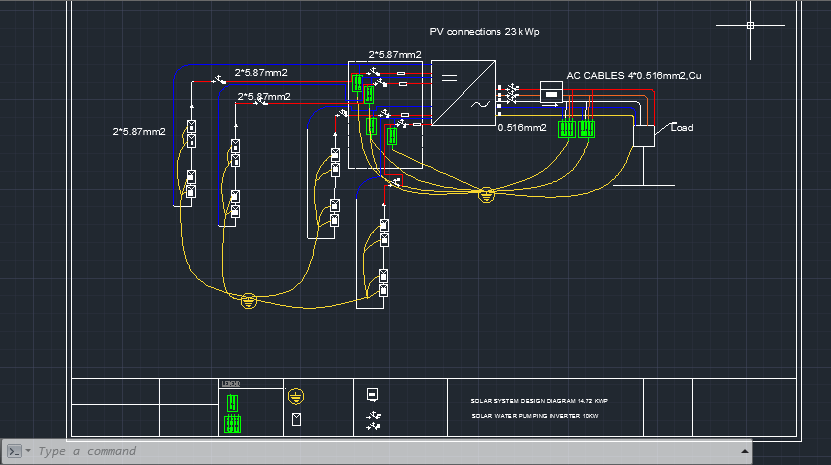 PV connections 23kWp
2*5.87mm2
2*5.87mm2
AC CABLES 4*0.516mm2,Cu
2*5.87mm2
2*5.87mm2
0.516mm2
Load
LEGEND
SOLAR SYSTEM DESIGN DIAGRAM 14.72 KWP
SOLAR WATER PUMPING INVERTER 10KW
Type a command